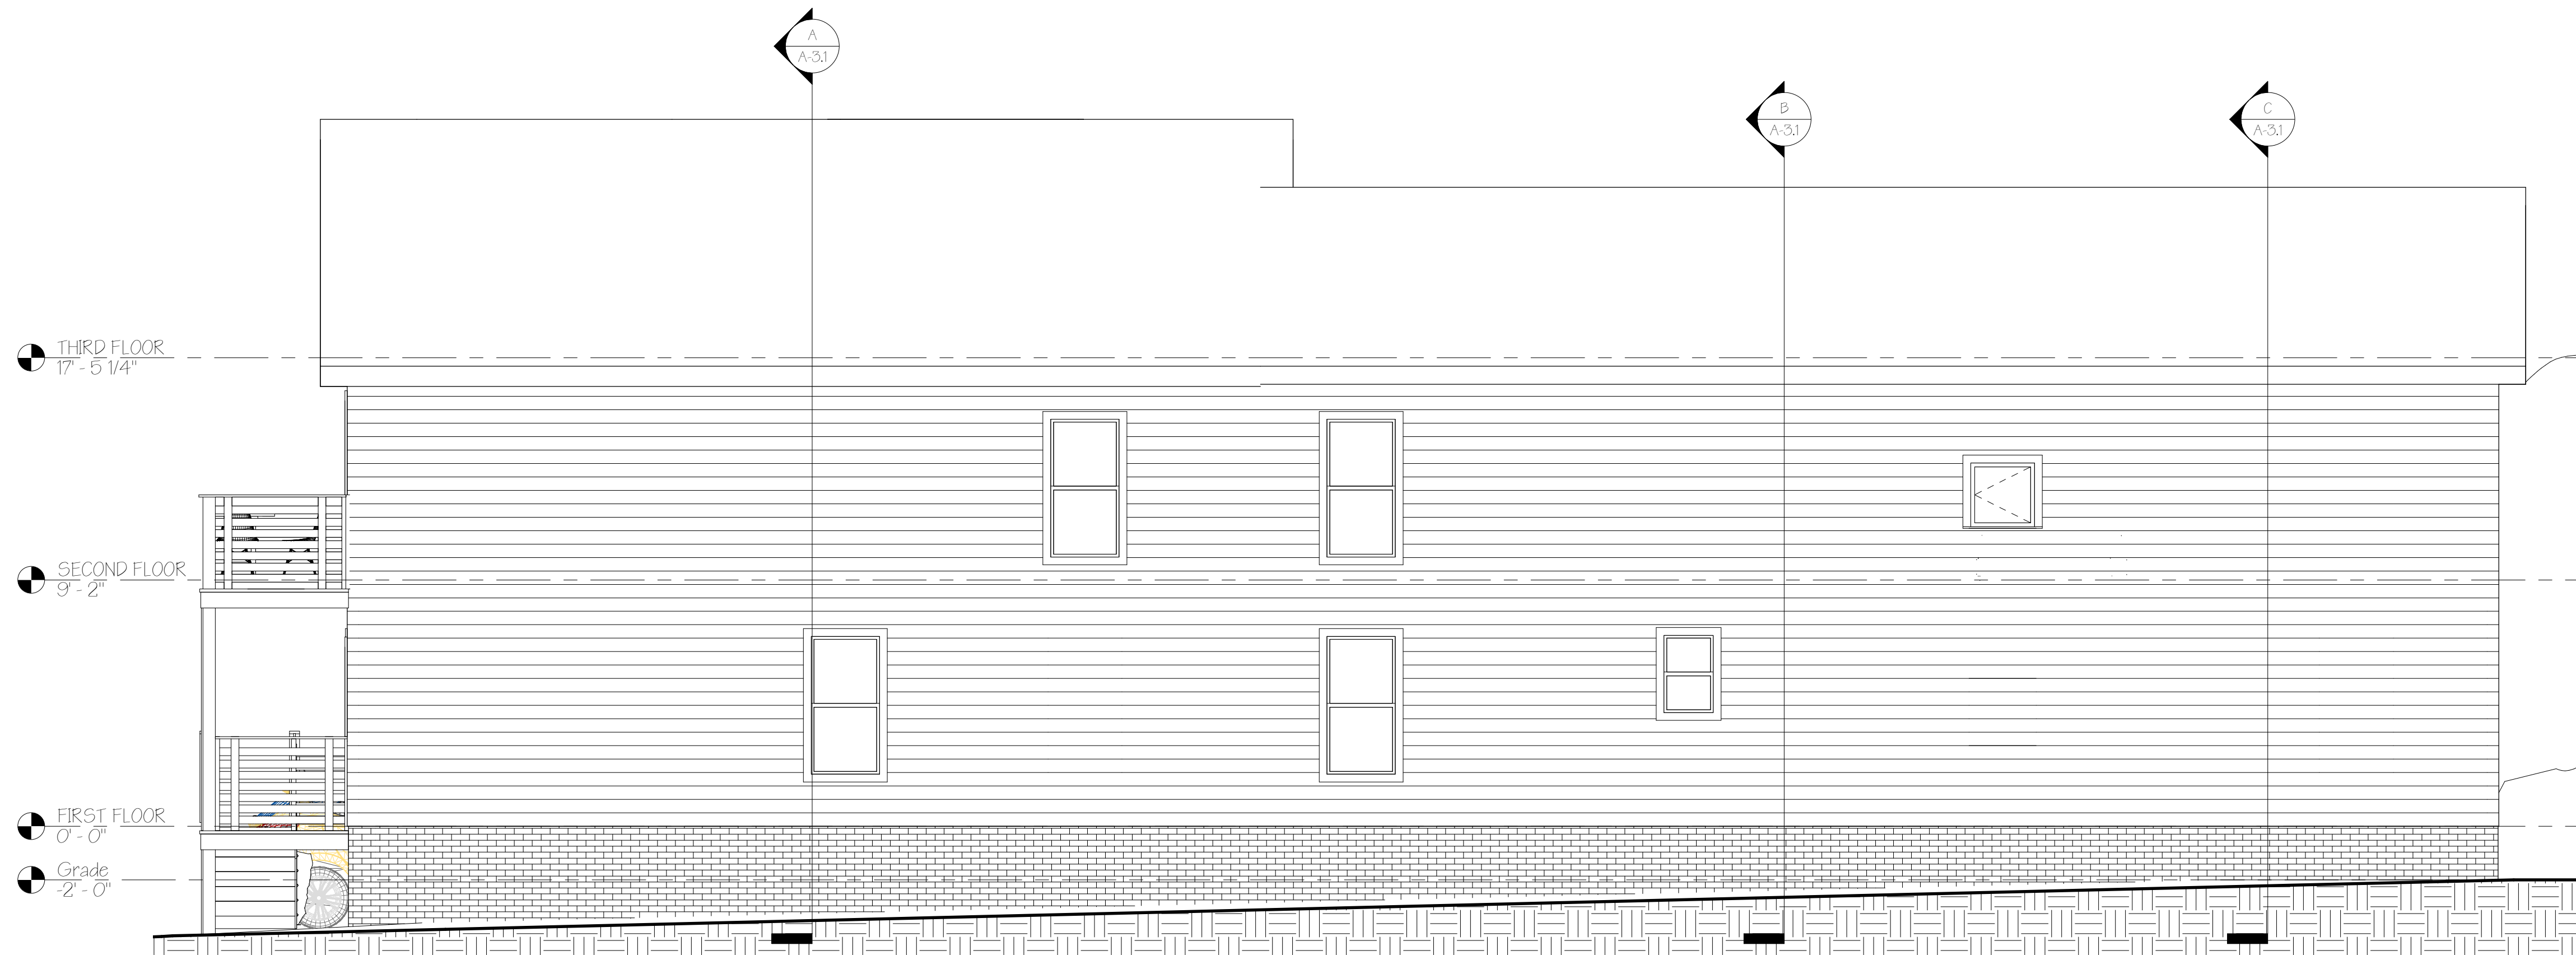 A
A-3.1
B
A-3.1
C
A-3.1
THIRD FLOOR
17' - 5 1/4"
SECOND FLOOR
9' - 2"
FIRST FLOOR
0' - 0"
Grade
-2' - 0"